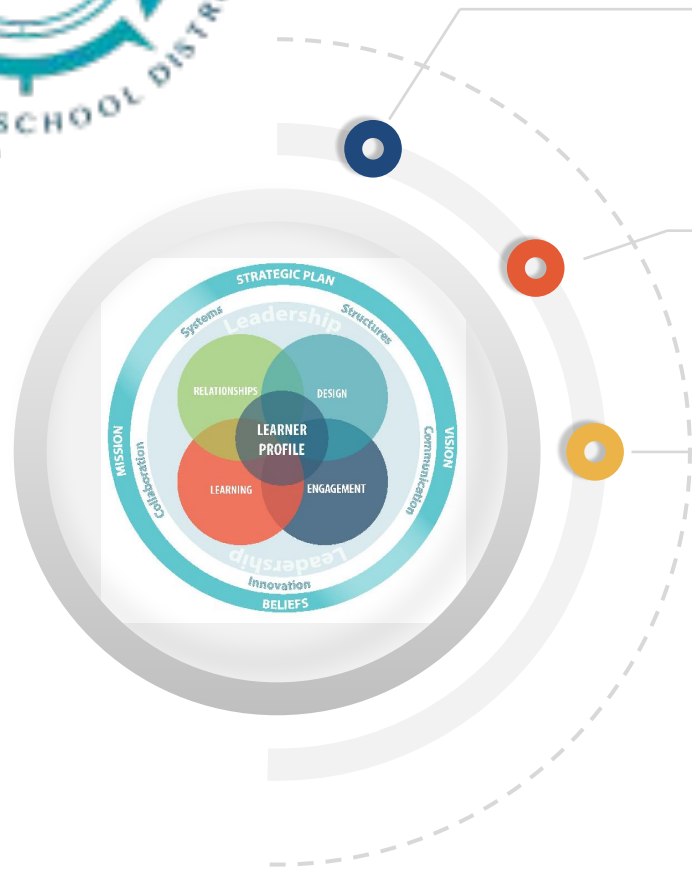 SCHOOL DISTR
STRATEGIC PLAN
Systems
Leadership
Structures
RELATIONSHIPS
DESIGN
LEARNER
PROFILE
MISSION
VISION
Collaboration
Communication
LEARNING
ENGAGEMENT
Leadership
Innovation
BELIEFS